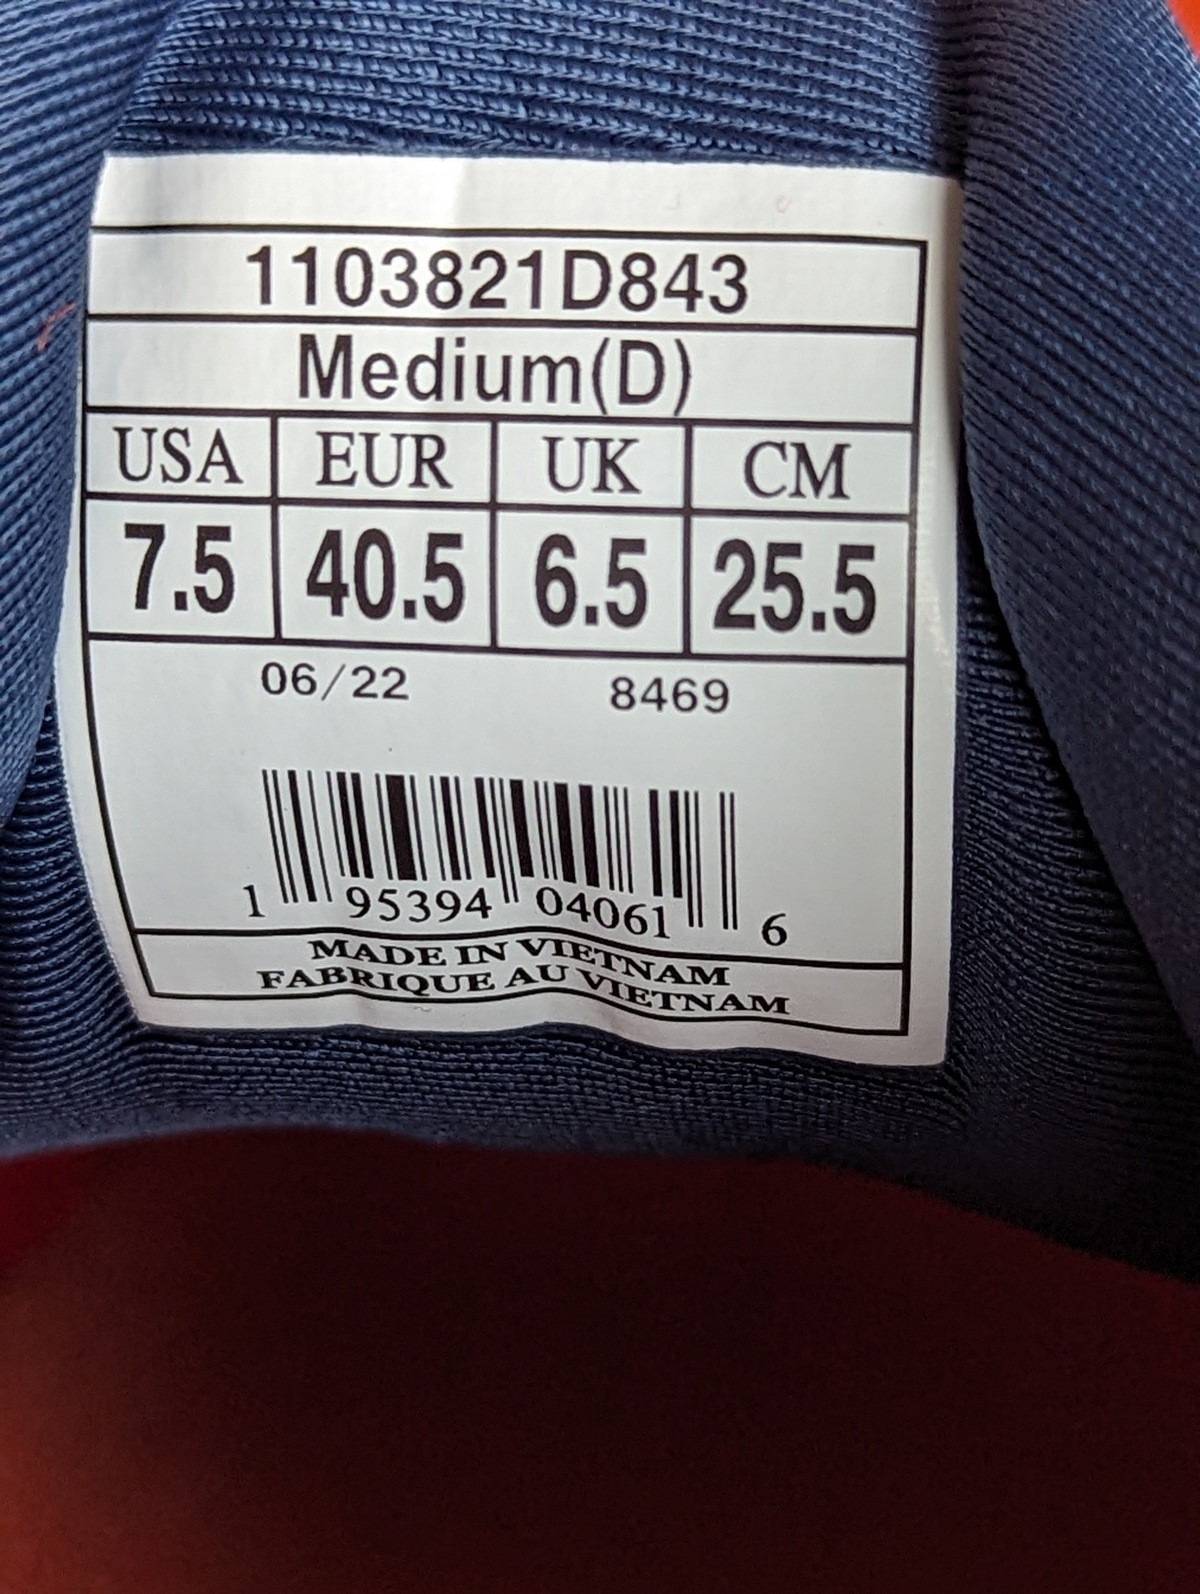 1103821D843
Medium(D)
USA EUR UK CM
7.5 40.5 6.5 25.5
06/22 8469
1 95394 04061 6
MADE IN VIETNAM
FABRIQUE AU VIETNAM